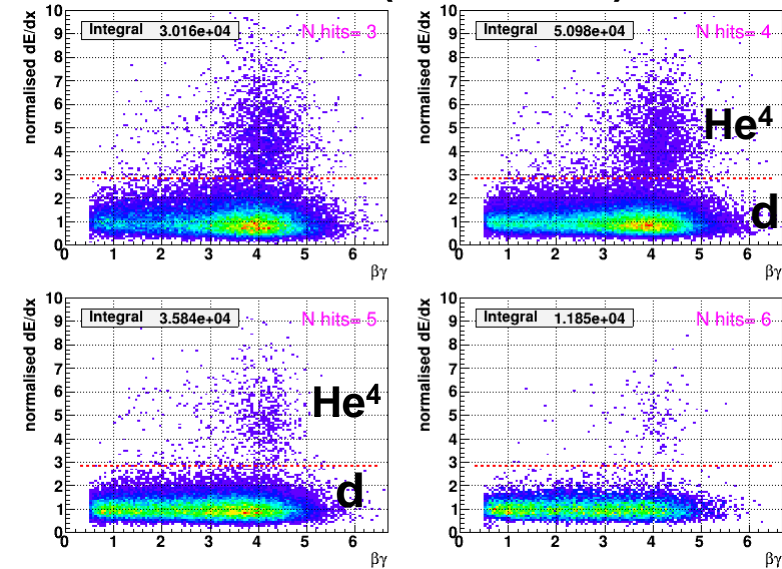 Integral 3.016e+04
N hits= 3
normalised dE/dx
10
9
8
7
6
5
4
3
2
1
0
0 1 2 3 4 5 6
βγ
Integral 5.098e+04
N hits= 4
normalised dE/dx
10
9
8
7
6
5
4
3
2
1
0
He4
d
0 1 2 3 4 5 6
βγ
Integral 3.584e+04
N hits= 5
normalised dE/dx
10
9
8
7
6
5
4
3
2
1
0
He4
d
0 1 2 3 4 5 6
βγ
Integral 1.185e+04
N hits= 6
normalised dE/dx
10
9
8
7
6
5
4
3
2
1
0
0 1 2 3 4 5 6
βγ